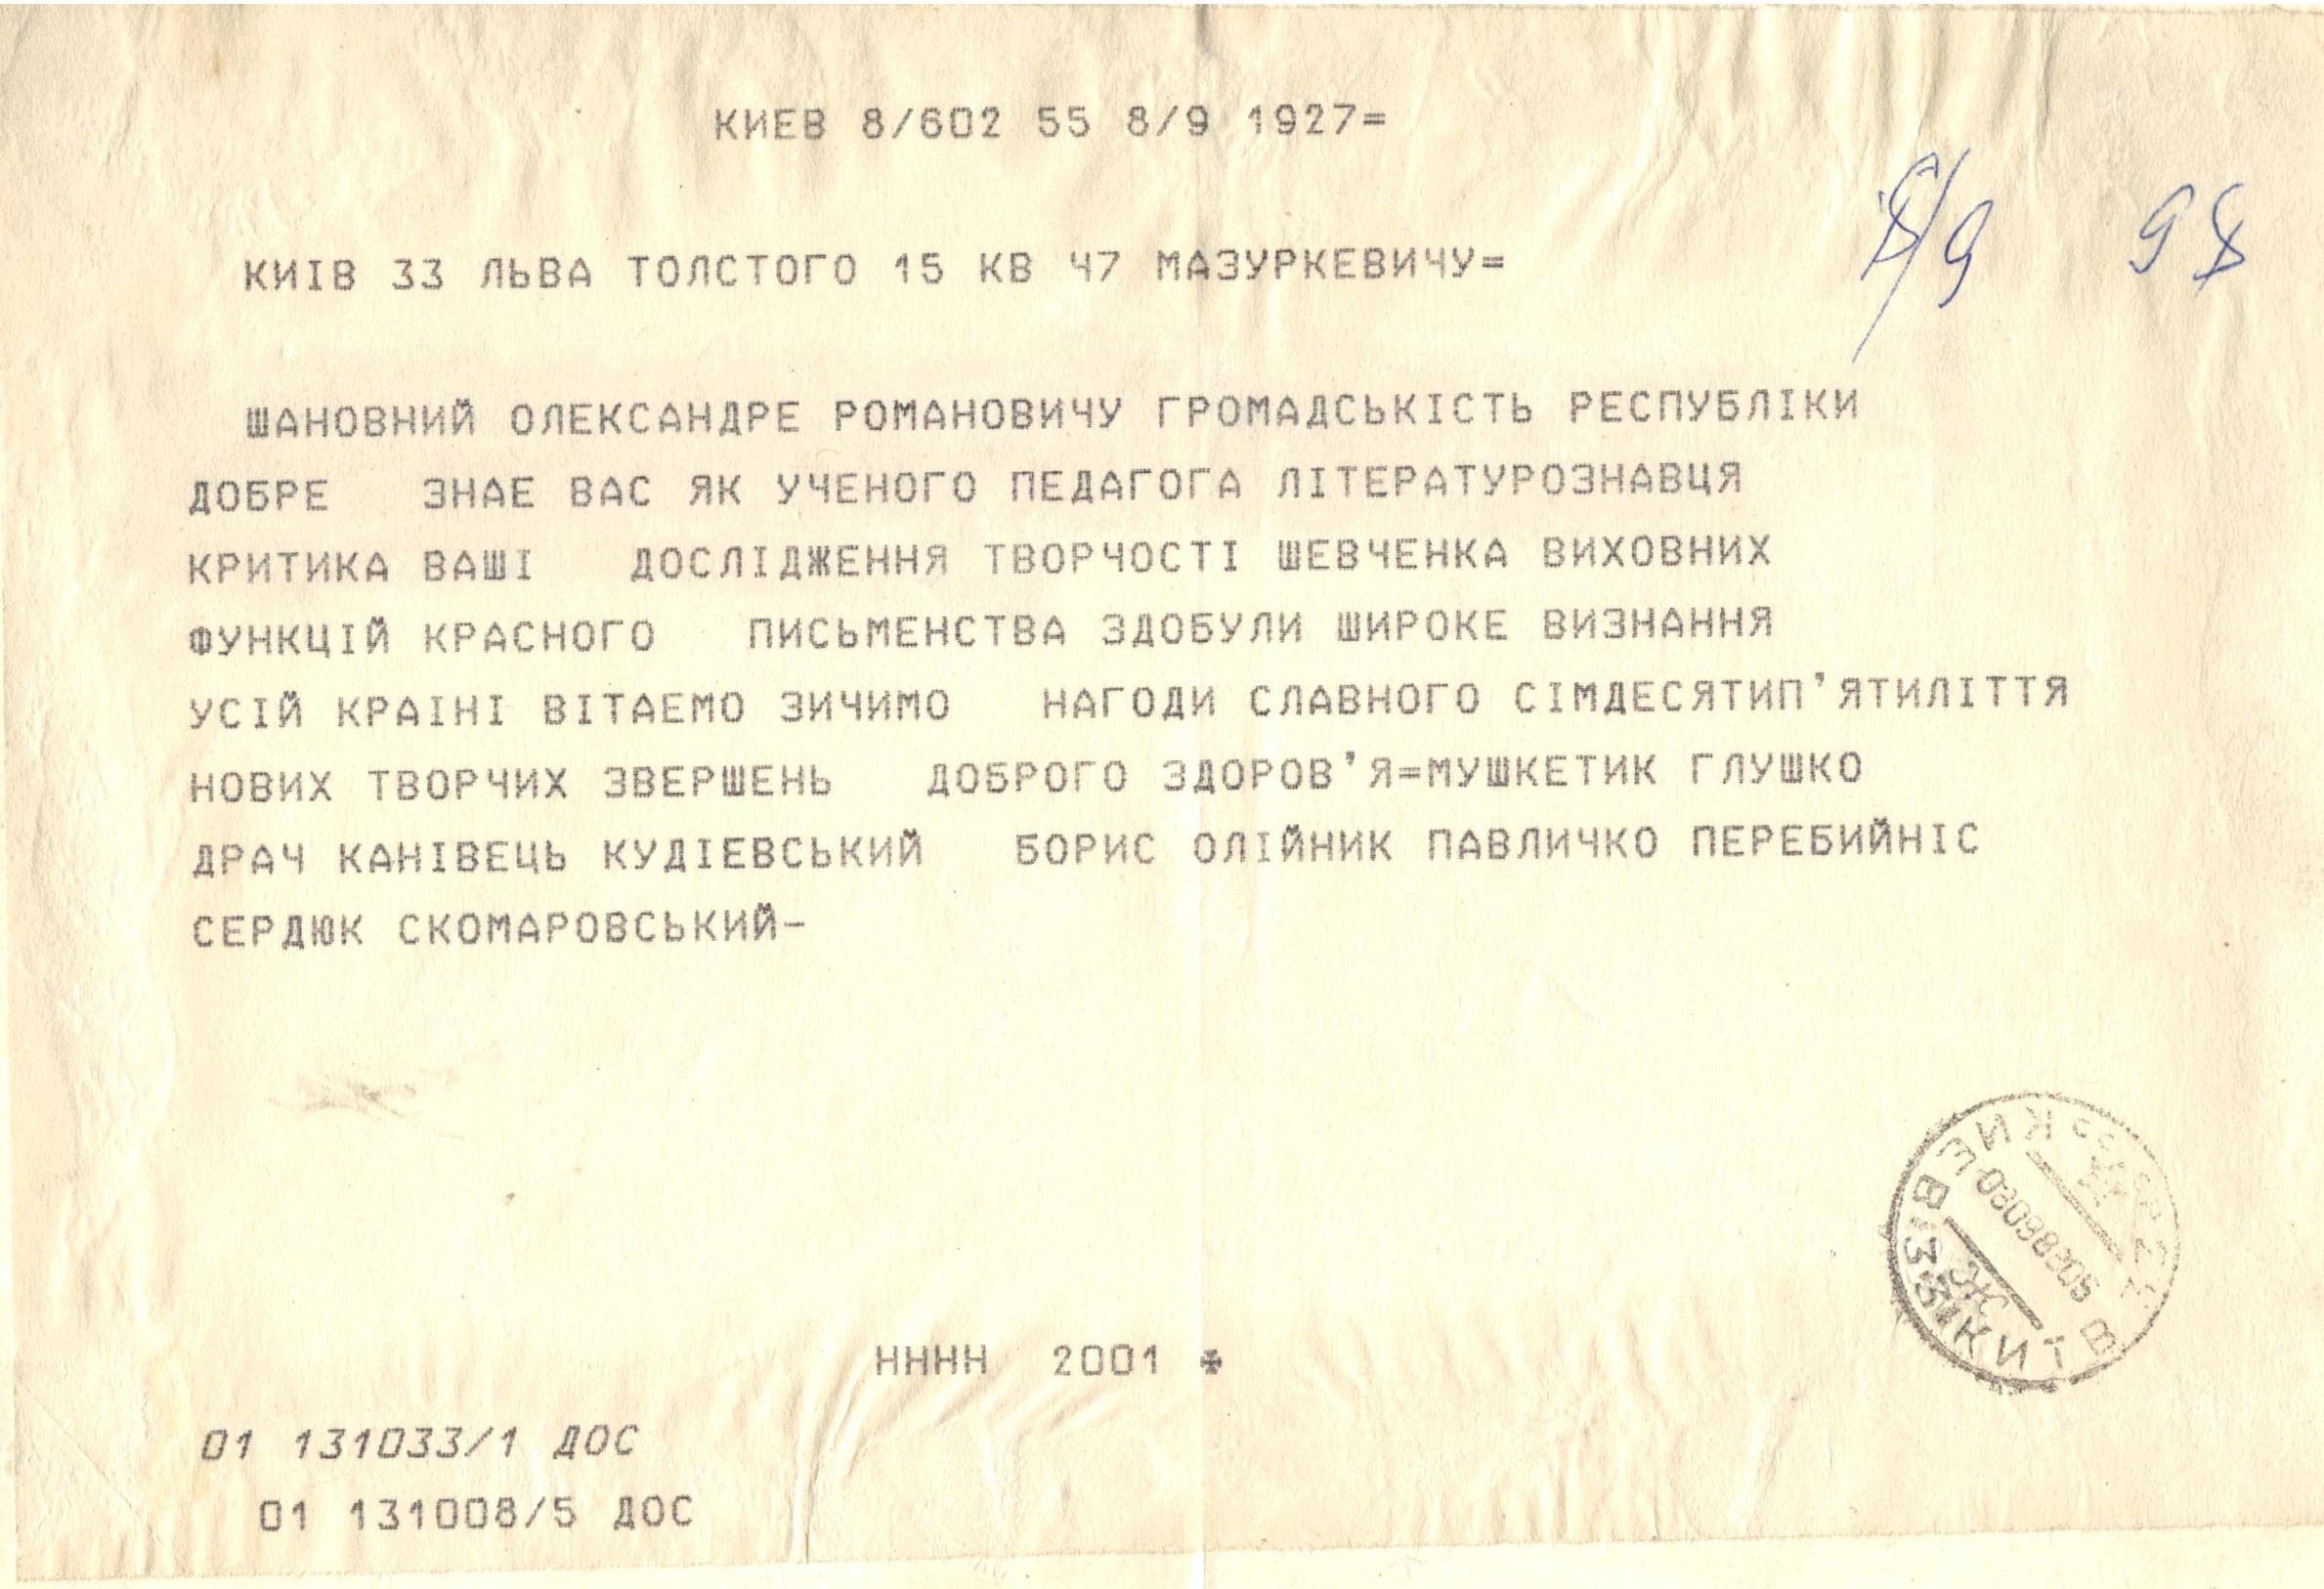 КИЕВ 8/602 55 8/9 1927=
8/9 98
КИІВ 33 ЛЬВА ТОЛСТОГО 15 КВ 47 МАЗУРКЕВИЧУ=
ШАНОВНИЙ ОЛЕКСАНДРЕ РОМАНОВИЧУ ГРОМАДСЬКІСТЬ РЕСПУБЛІКИ
ДОБРЕ ЗНАЕ ВАС ЯК УЧЕНОГО ПЕДАГОГА ЛІТЕРАТУРОЗНАВЦЯ
КРИТИКА ВАШІ ДОСЛІДЖЕННЯ ТВОРЧОСТІ ШЕВЧЕНКА ВИХОВНИХ
ФУНКЦІЙ КРАСНОГО ПИСЬМЕНСТВА ЗДОБУЛИ ШИРОКЕ ВИЗНАННЯ
УСІЙ КРАІНІ ВІТАЕМО ЗИЧИМО НАГОДИ СЛАВНОГО СІМДЕСЯТИП'ЯТИЛІТТЯ
НОВИХ ТВОРЧИХ ЗВЕРШЕНЬ ДОБРОГО ЗДОРОВ'Я=МУШКЕТИК ГЛУШКО
ДРАЧ КАНІВЕЦЬ КУДІЕВСЬКИЙ БОРИС ОЛІЙНИК ПАВЛИЧКО ПЕРЕБИЙНІС
СЕРДЮК СКОМАРОВСЬКИЙ-
КИЕВ
КИЇВ
НННН 2001
01 131033/1 ДОС
01 131008/5 ДОС